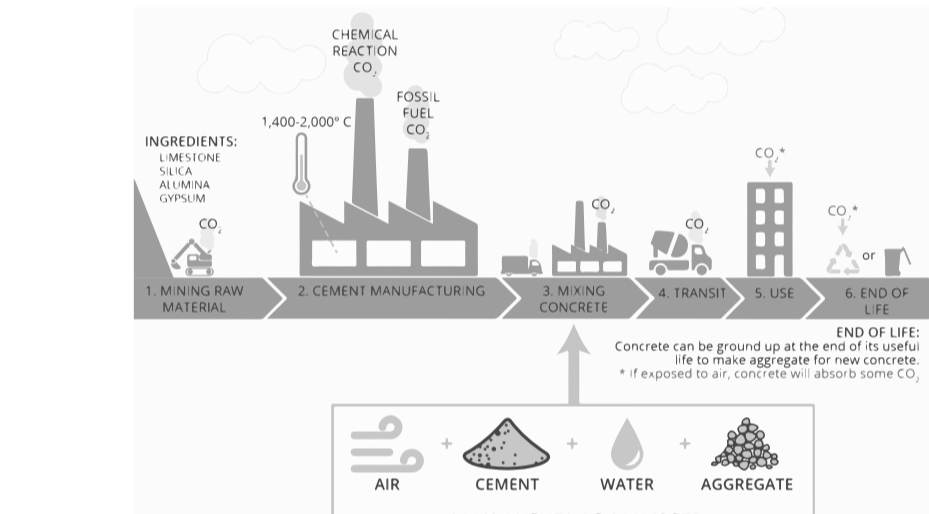 CHEMICAL
REACTION
CO₂
FOSSIL
FUEL
CO₂
1,400-2,000° C
INGREDIENTS:
LIMESTONE
SILICA
ALUMINA
GYPSUM
CO₂
CO₂
CO₂
CO₂*
CO₂*
or
1. MINING RAW
MATERIAL
2. CEMENT MANUFACTURING
3. MIXING
CONCRETE
4. TRANSIT
5. USE
6. END OF
LIFE
END OF LIFE:
Concrete can be ground up at the end of its useful
life to make aggregate for new concrete.
* If exposed to air, concrete will absorb some CO₂
+
+
+
AIR
CEMENT
WATER
AGGREGATE